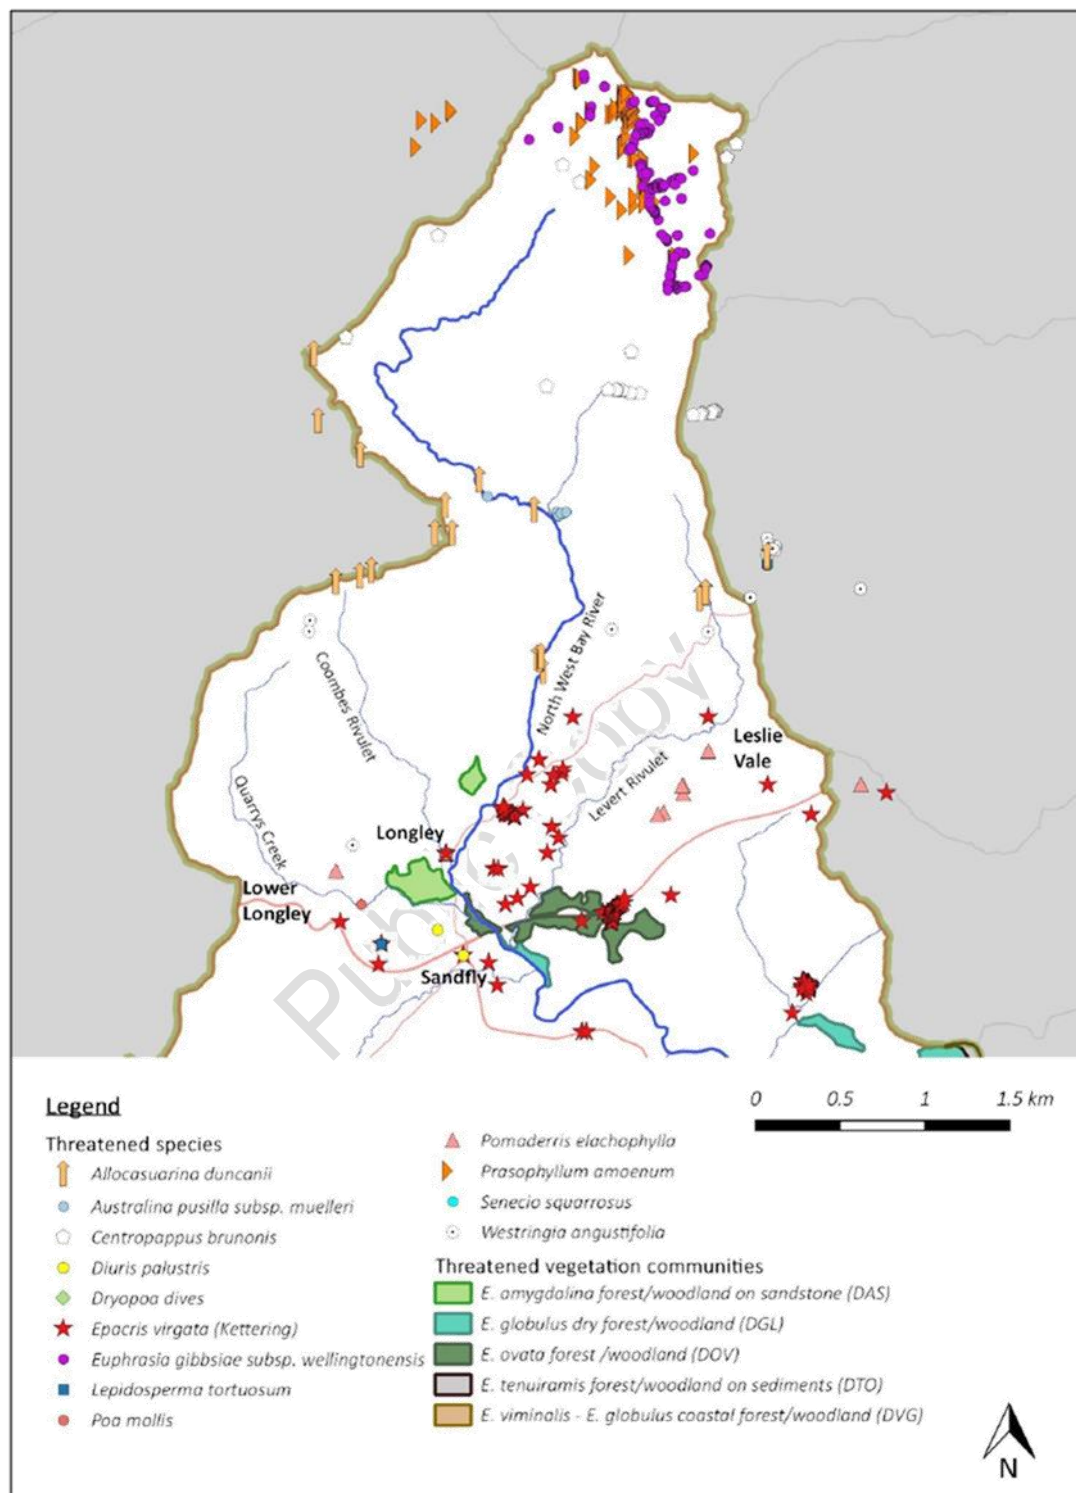 North West Bay River
Coombes Rivulet
Leslie
Vale
Levert Rivulet
Quarrys Creek
Longley
Lower
Longley
Sandfly
Public Copy
Legend
0 0.5 1 1.5 km
Threatened species
Allocasuarina duncanii
Australina pusilla subsp. muelleri
Centropappus brunonis
Diuris palustris
Dryopoa dives
Epacris virgata (Kettering)
Euphrasia gibbsiae subsp. wellingtonensis
Lepidosperma tortuosum
Poa mollis
Pomaderris elachophylla
Prasophyllum amoenum
Senecio squarrosus
Westringia angustifolia
Threatened vegetation communities
E. amygdalina forest/woodland on sandstone (DAS)
E. globulus dry forest/woodland (DGL)
E. ovata forest /woodland (DOV)
E. tenuiramis forest/woodland on sediments (DTO)
E. viminalis - E. globulus coastal forest/woodland (DVG)
N